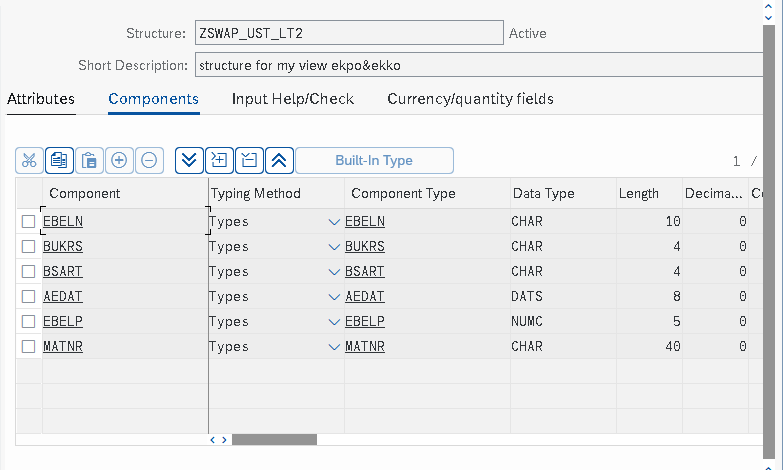 Structure: ZSWAP_UST_LT2 Active
Short Description: structure for my view ekpo&ekko
Attributes Components Input Help/Check Currency/quantity fields
Built-In Type 1 /
Component Typing Method Component Type Data Type Length Decima... Co
EBELN Types EBELN CHAR 10 0
BUKRS Types BUKRS CHAR 4 0
BSART Types BSART CHAR 4 0
AEDAT Types AEDAT DATS 8 0
EBELP Types EBELP NUMC 5 0
MATNR Types MATNR CHAR 40 0